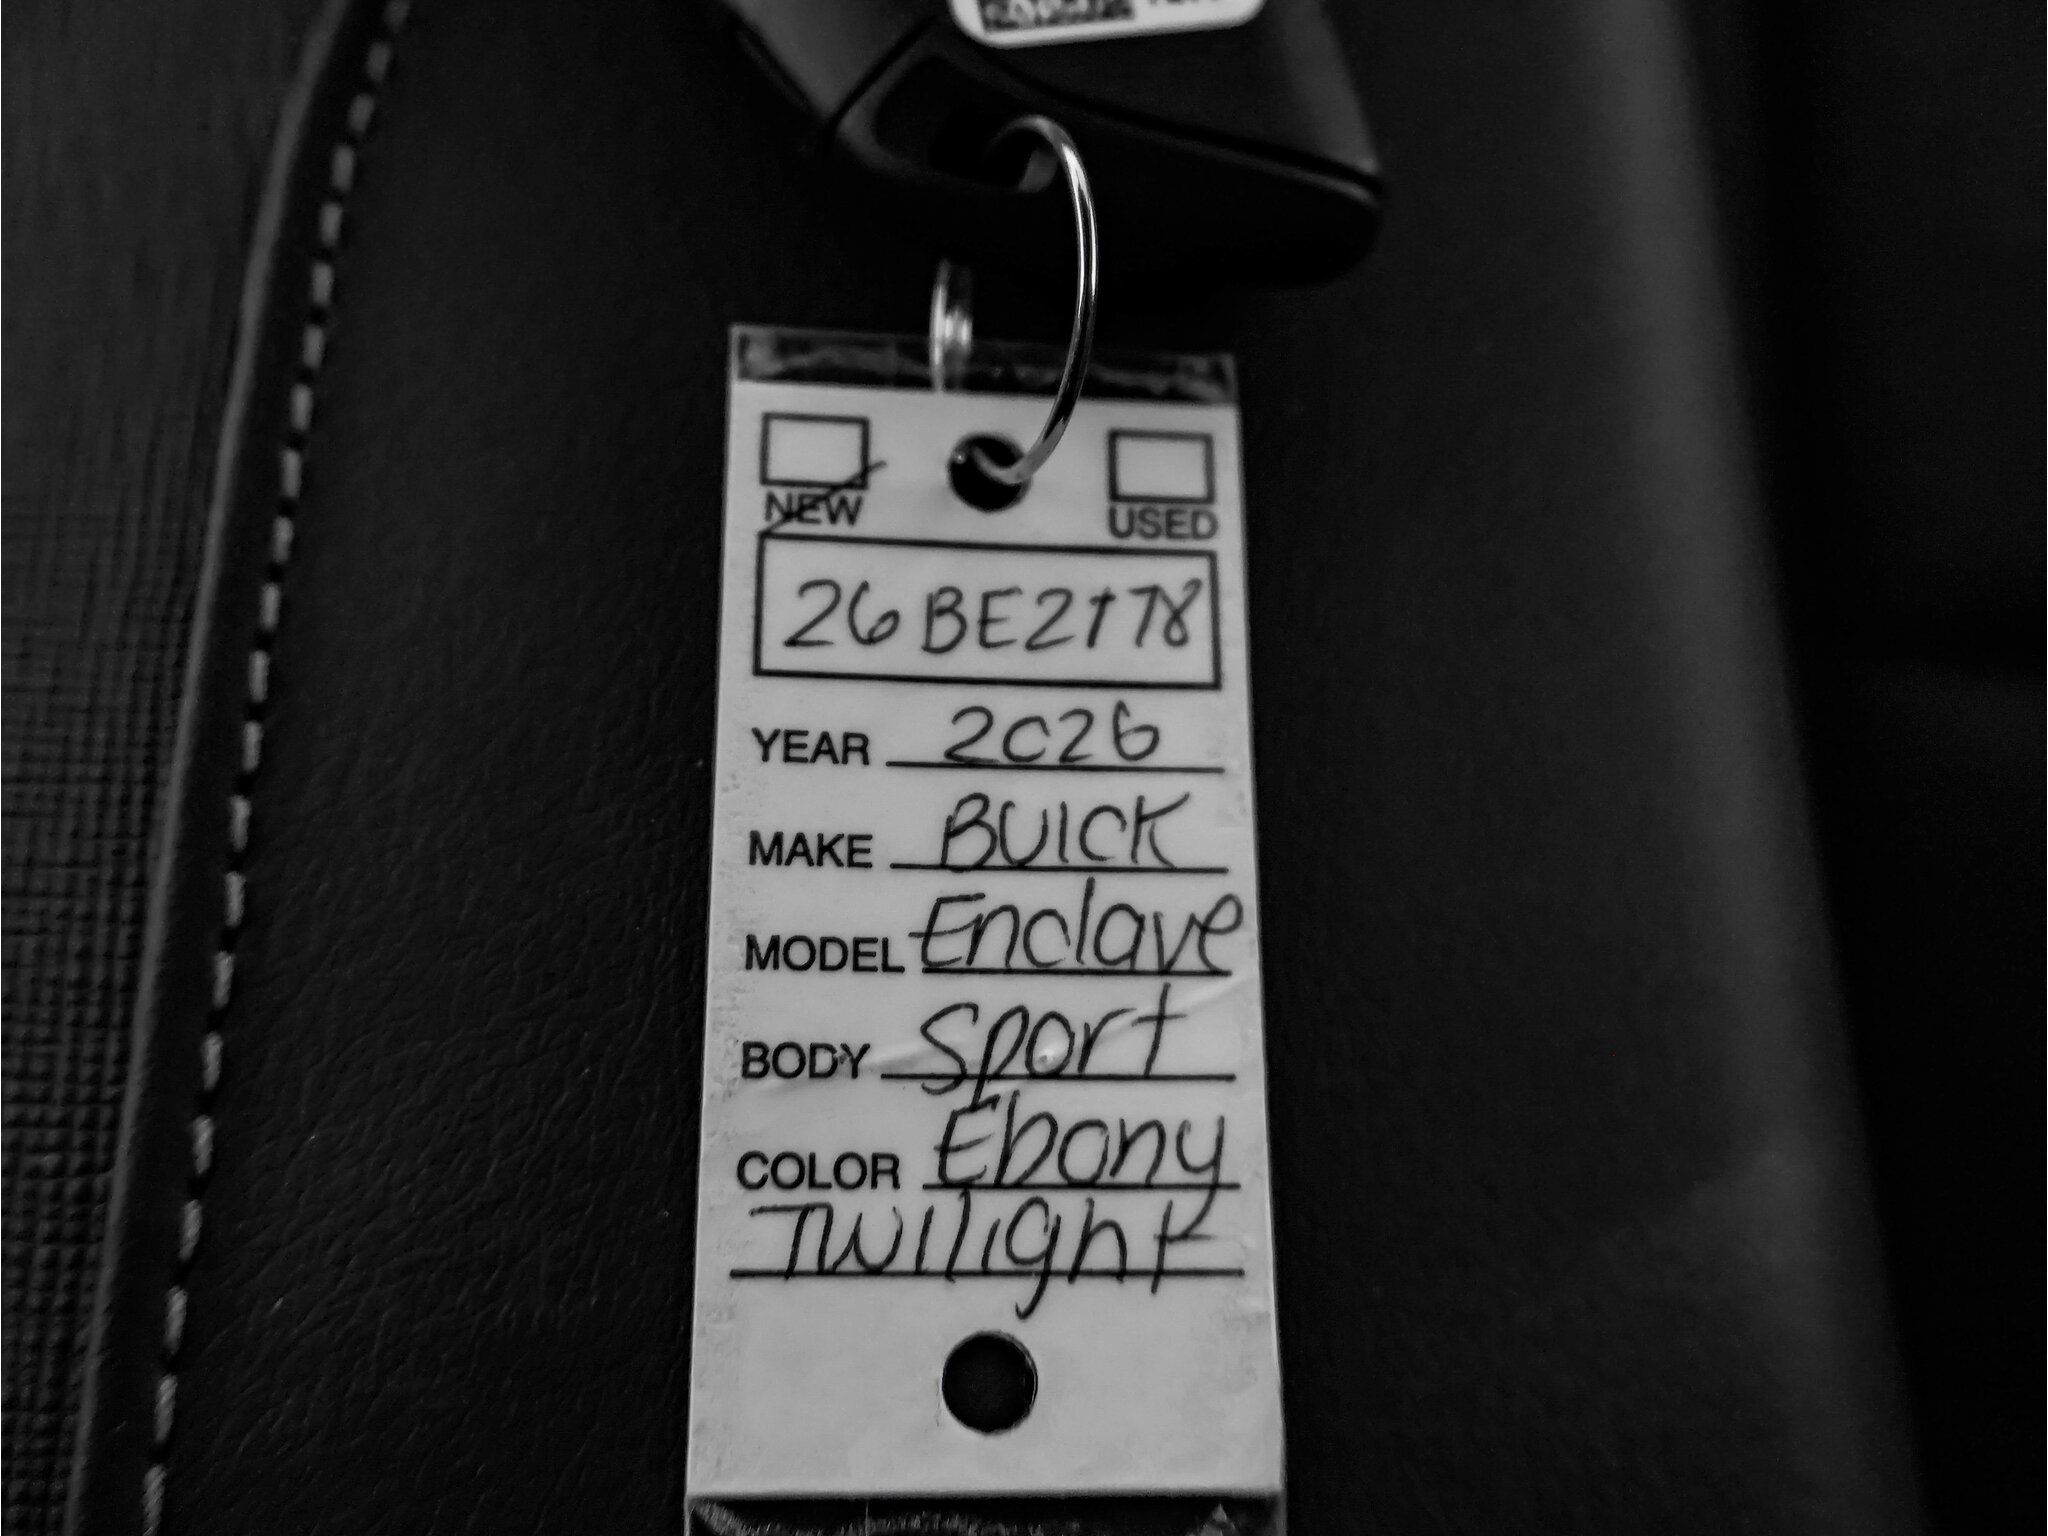 NEW USED
26BE2178
YEAR 2026
MAKE BUICK
MODEL Enclave
BODY Sport
COLOR Ebony
Twilight